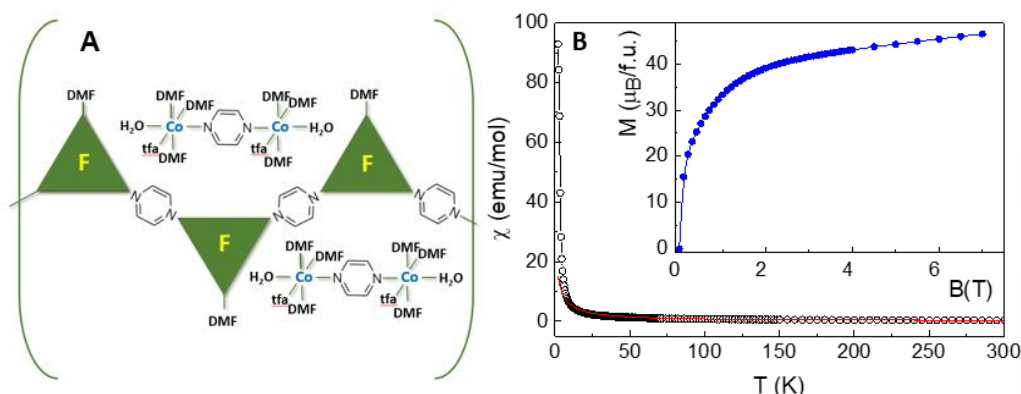 A
DMF
DMF
DMF
DMF
DMF
DMF
H₂O
Co
N
N
Co
H₂O
tfa
DMF
tfa
DMF
F
F
N
N
N
N
N
N
F
DMF
DMF
DMF
DMF
DMF
H₂O
Co
N
N
Co
H₂O
tfa
DMF
tfa
DMF
B
χ (emu/mol)
100
80
60
40
20
0
0
50
100
150
200
250
300
T (K)
M (μB/f.u.)
40
30
20
10
0
0
2
4
6
B(T)